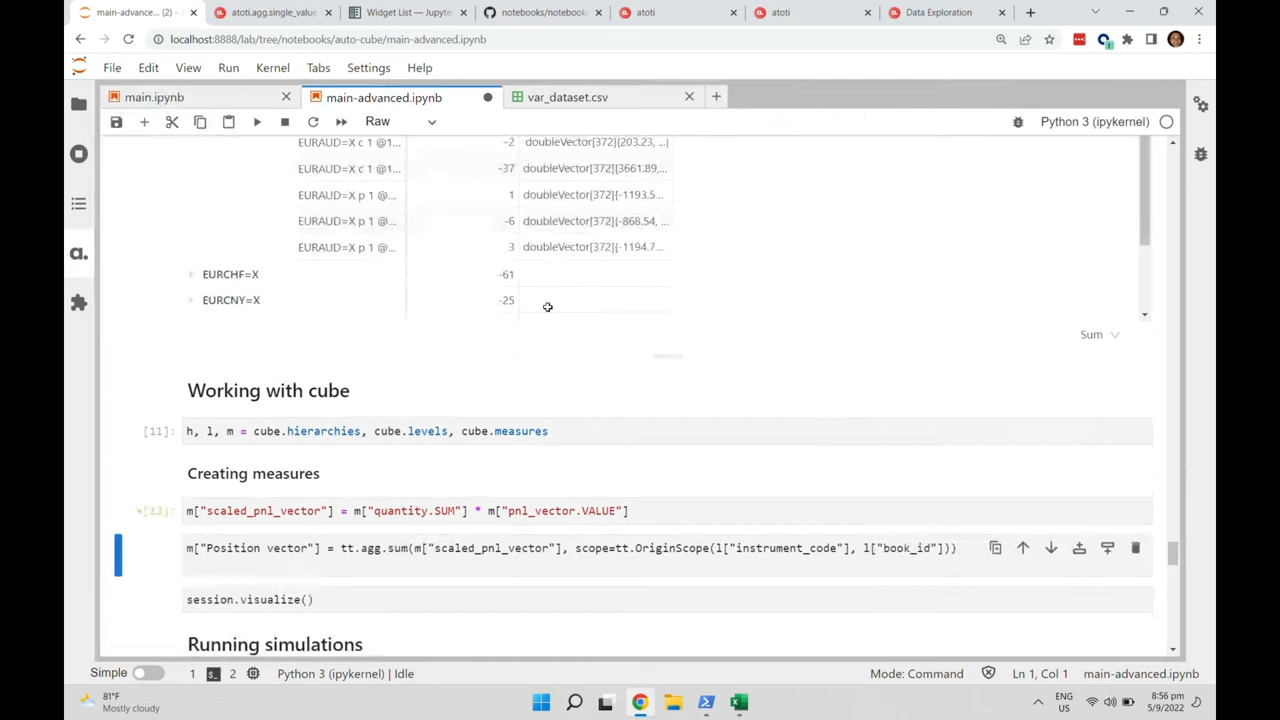 main-advanced... (2) - J
atoti.agg.single_value
Widget List — Jupyte
notebooks/notebook
atoti
atoti
Data Exploration
localhost:8888/lab/tree/notebooks/auto-cube/main-advanced.ipynb
File Edit View Run Kernel Tabs Settings Help
main.ipynb
main-advanced.ipynb
var_dataset.csv
Raw
Python 3 (ipykernel)
EURAUD=X c 1 @1... -2 doubleVector[372]{203.23, ...}
EURAUD=X c 1 @1... -37 doubleVector[372]{3661.89,...
EURAUD=X p 1 @... 1 doubleVector[372]{-1193.5...
EURAUD=X p 1 @... -6 doubleVector[372]{-868.54, ...
EURAUD=X p 1 @... 3 doubleVector[372]{-1194.7...
EURCHF=X -61
EURCNY=X -25
Sum
Working with cube
[11]: h, l, m = cube.hierarchies, cube.levels, cube.measures
Creating measures
[12]: m["scaled_pnl_vector"] = m["quantity.SUM"] * m["pnl_vector.VALUE"]
m["Position vector"] = tt.agg.sum(m["scaled_pnl_vector"], scope=tt.OriginScope(l["instrument_code"], l["book_id"]))
session.visualize()
Running simulations
Simple 1 2 Python 3 (ipykernel) | Idle Mode: Command Ln 1, Col 1 main-advanced.ipynb
81°F
Mostly cloudy
ENG
US
8:56 pm
5/9/2022